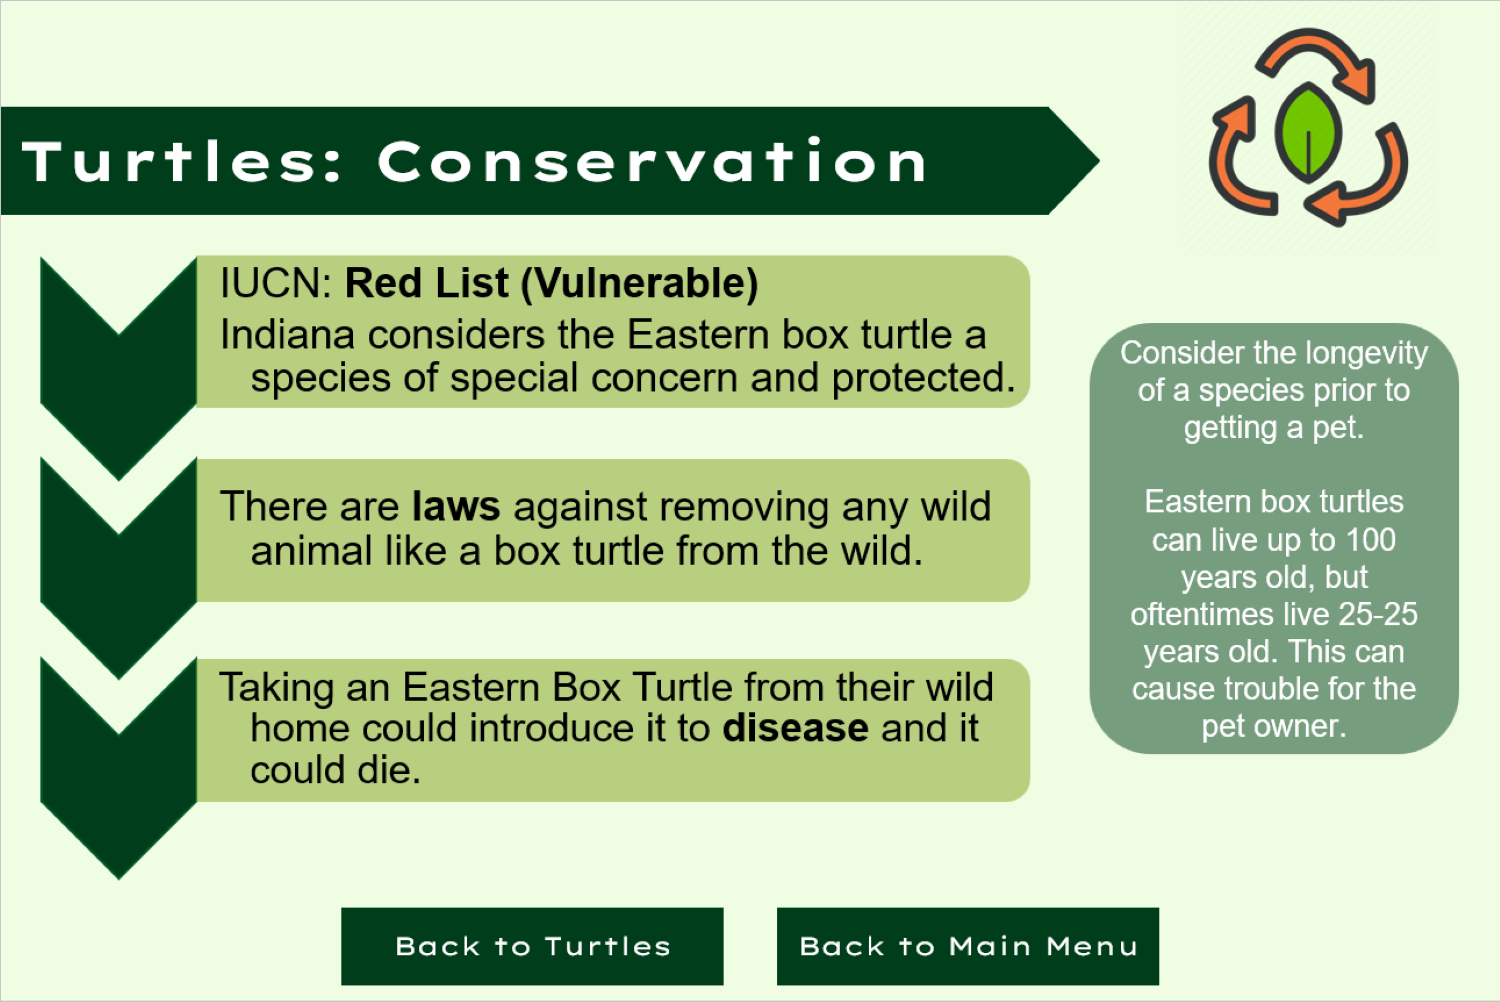 Turtles: Conservation
IUCN: Red List (Vulnerable)
Indiana considers the Eastern box turtle a
species of special concern and protected.
There are laws against removing any wild
animal like a box turtle from the wild.
Taking an Eastern Box Turtle from their wild
home could introduce it to disease and it
could die.
Consider the longevity
of a species prior to
getting a pet.
Eastern box turtles
can live up to 100
years old, but
oftentimes live 25-25
years old. This can
cause trouble for the
pet owner.
Back to Turtles
Back to Main Menu